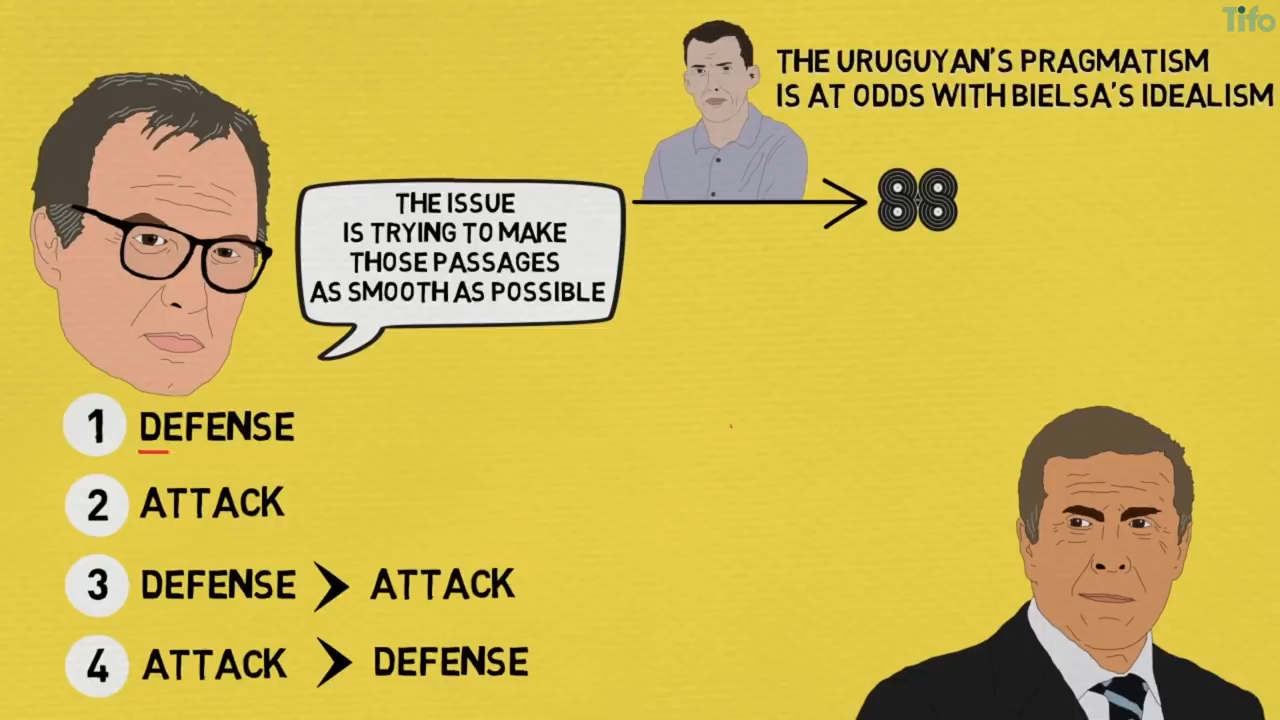 Tifo
THE URUGUYAN'S PRAGMATISM
IS AT ODDS WITH BIELSA'S IDEALISM
THE ISSUE
IS TRYING TO MAKE
THOSE PASSAGES
AS SMOOTH AS POSSIBLE
1 DEFENSE
2 ATTACK
3 DEFENSE > ATTACK
4 ATTACK > DEFENSE